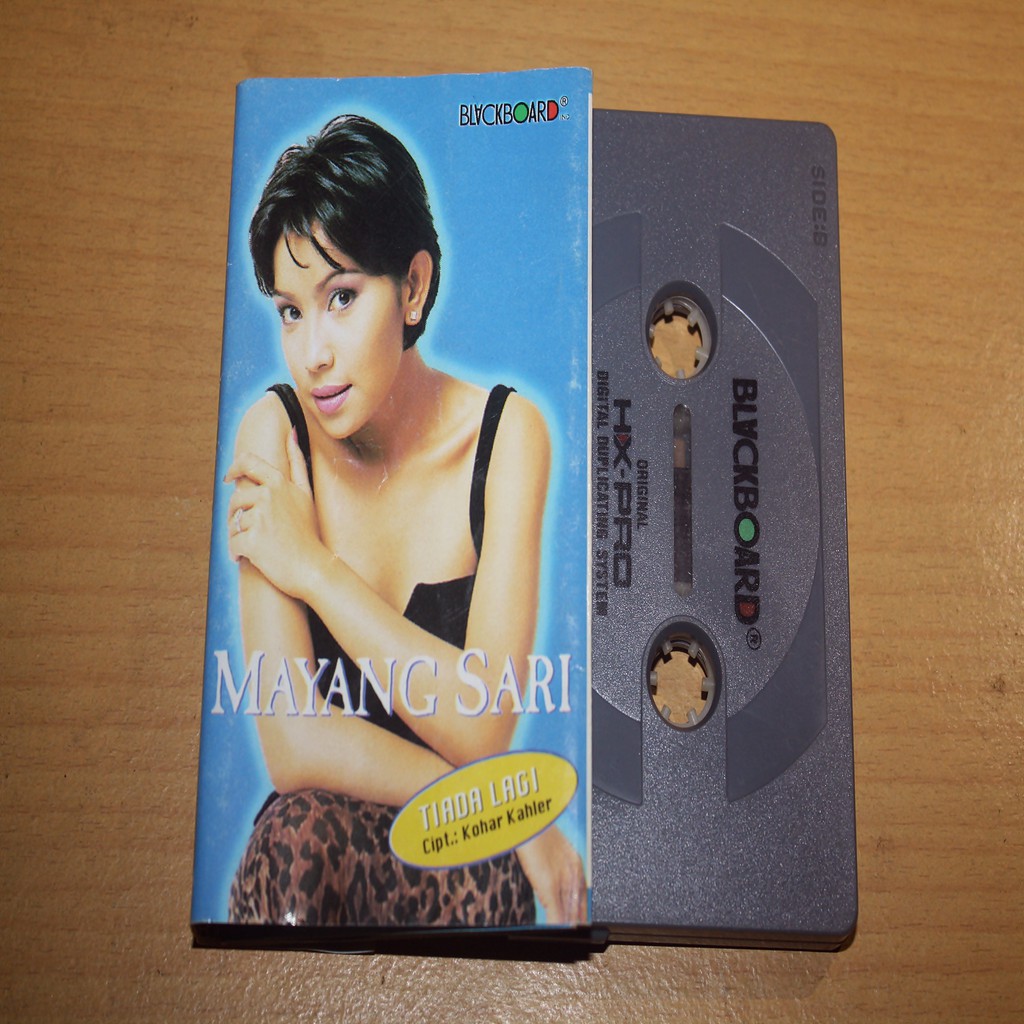 BLACKBOARD®
MAYANG SARI
TIADA LAGI
Cipt.: Kohar Kahler
SIDE:B
BLACKBOARD®
ORIGINAL
HX-PRO
DIGITAL DUPLICATING SYSTEM